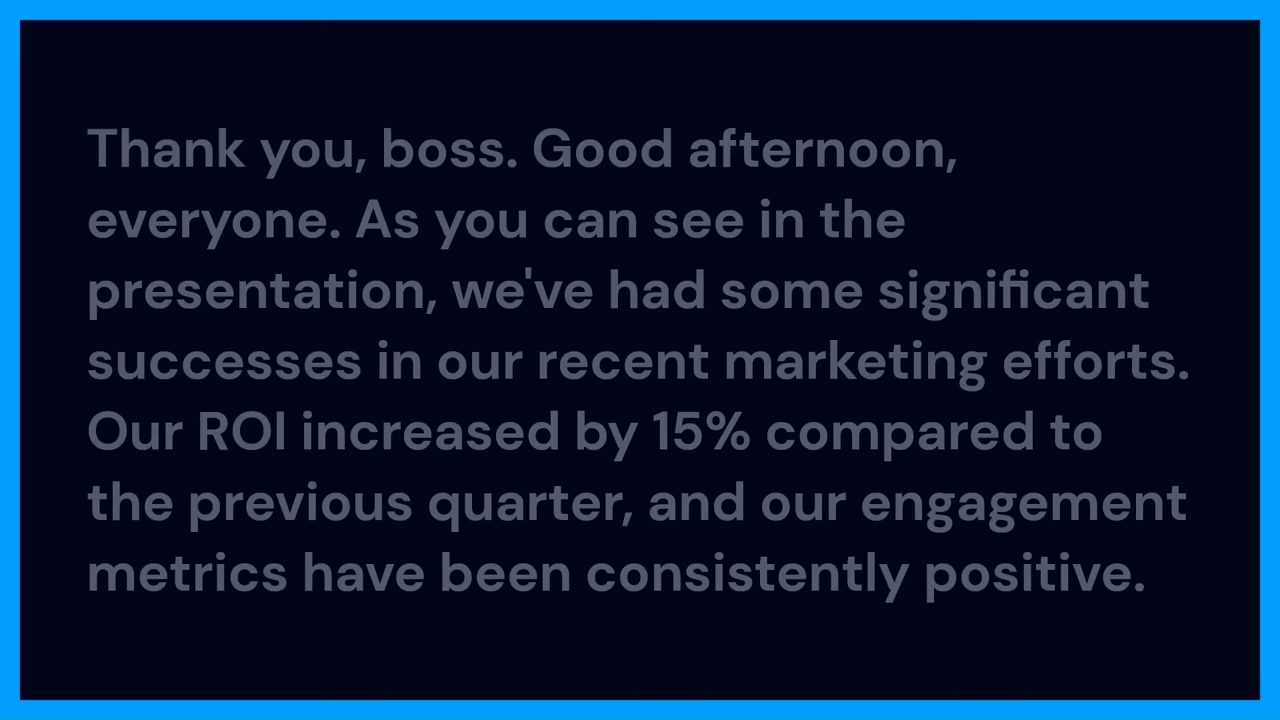 Thank you, boss. Good afternoon,
everyone. As you can see in the
presentation, we've had some significant
successes in our recent marketing efforts.
Our ROI increased by 15% compared to
the previous quarter, and our engagement
metrics have been consistently positive.